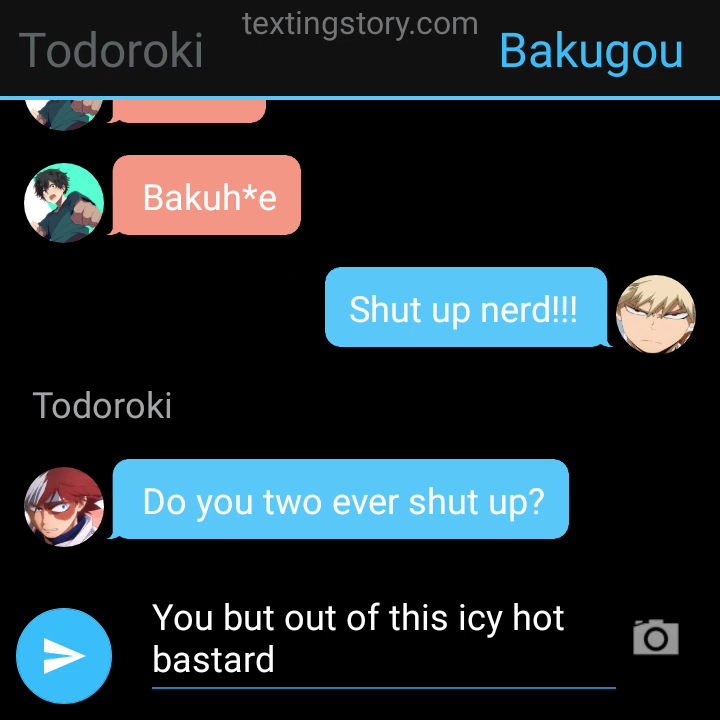 textingstory.com
Todoroki
Bakugou
Bakuh*e
Shut up nerd!!!
Todoroki
Do you two ever shut up?
You but out of this icy hot
bastard